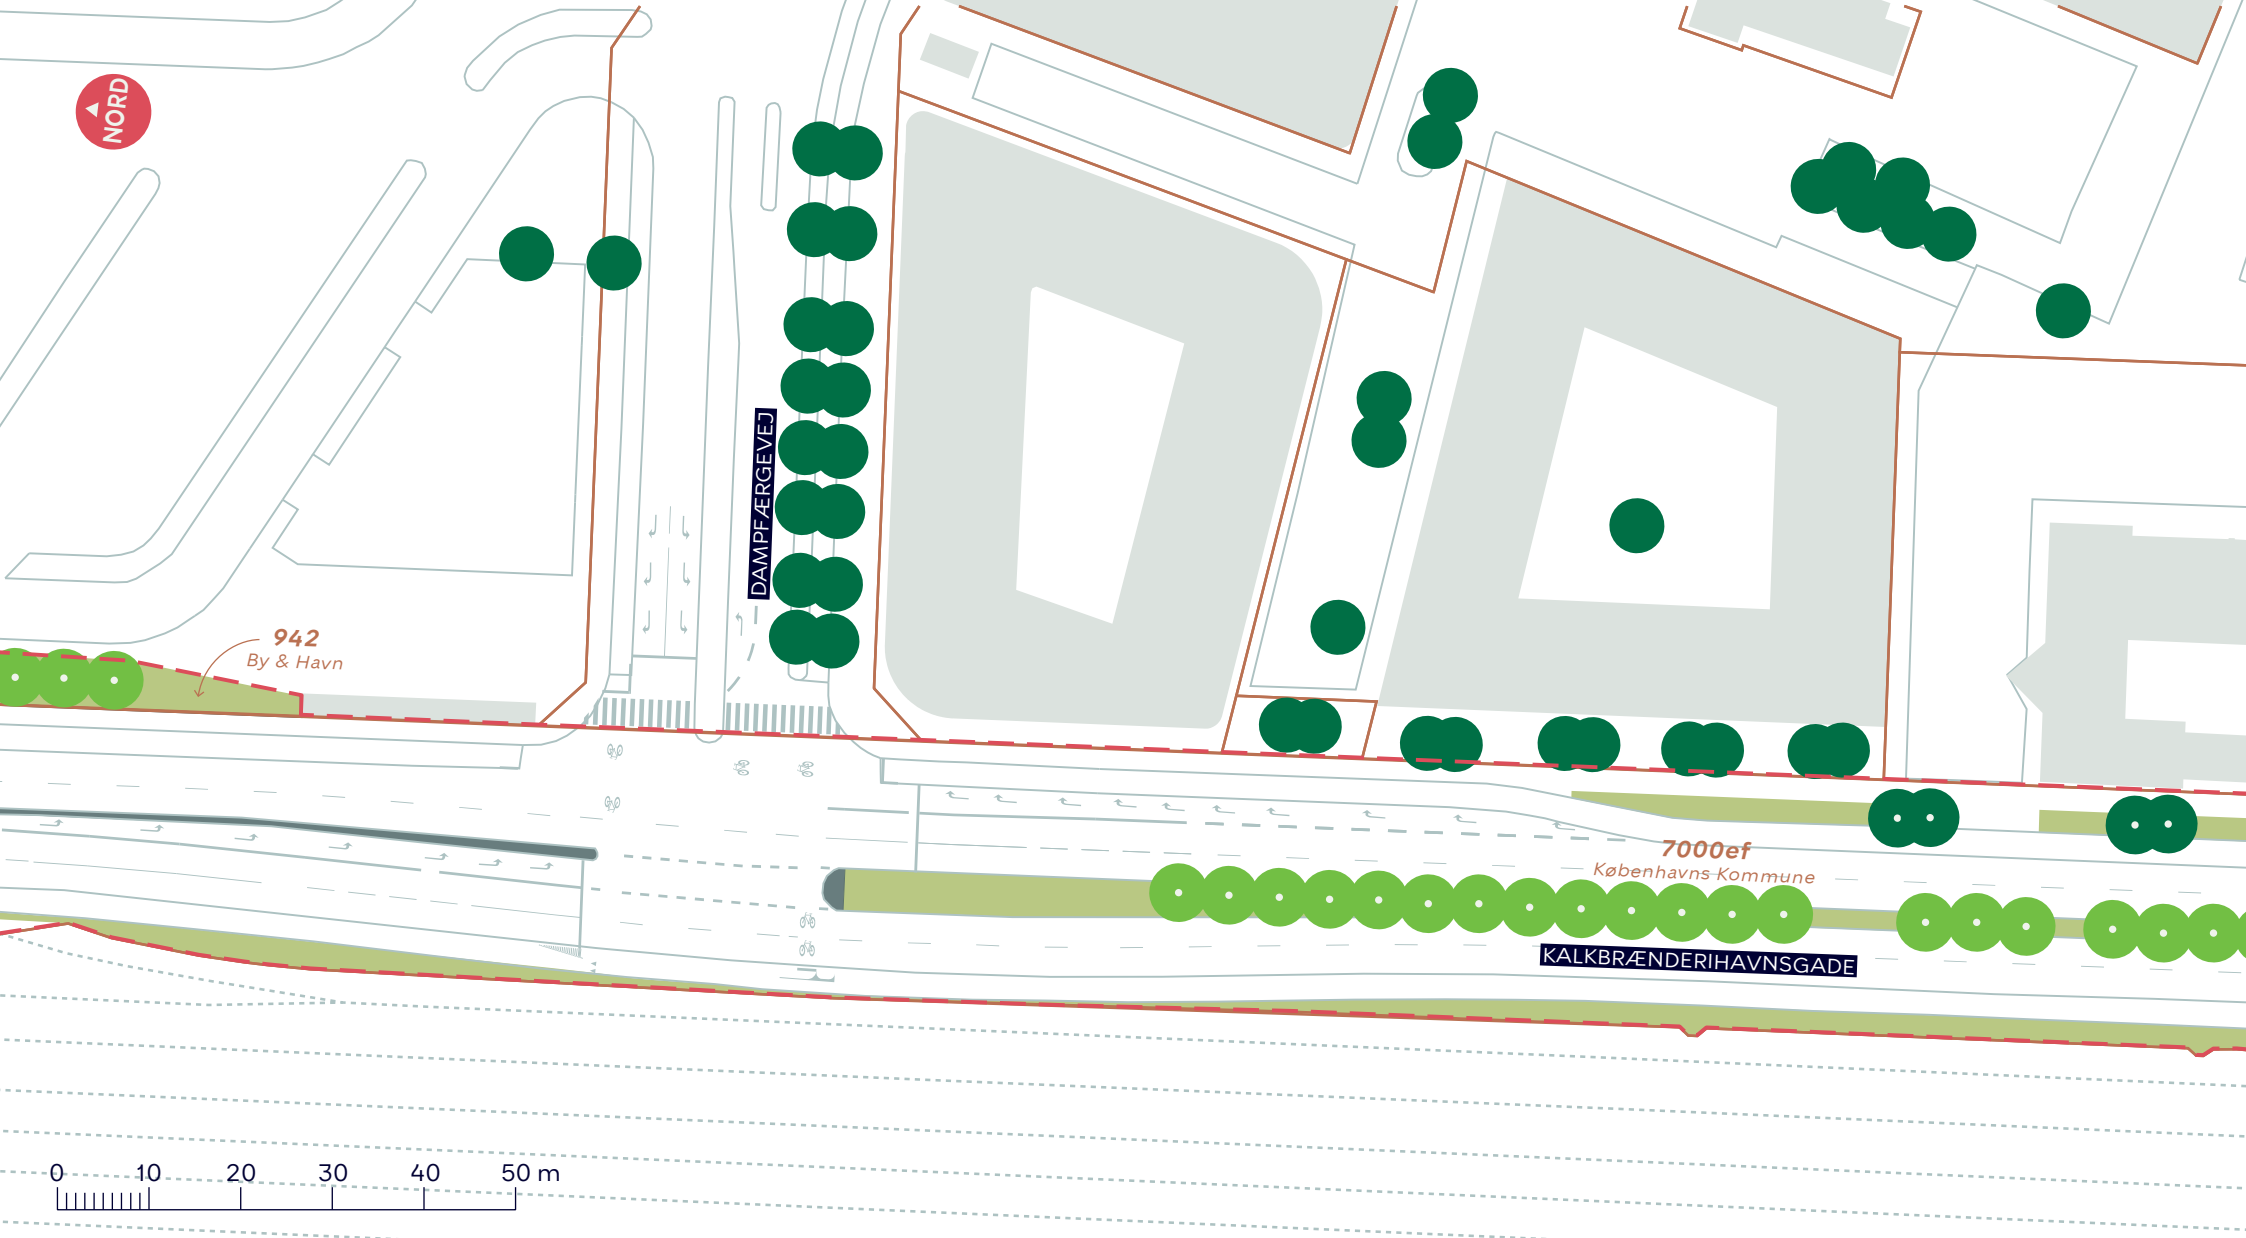 NORD
DAMPFÆRGEVEJ
942
By & Havn
7000ef
Københavns Kommune
KALKBRÆNDERIHAVNSGADE
0 10 20 30 40 50 m